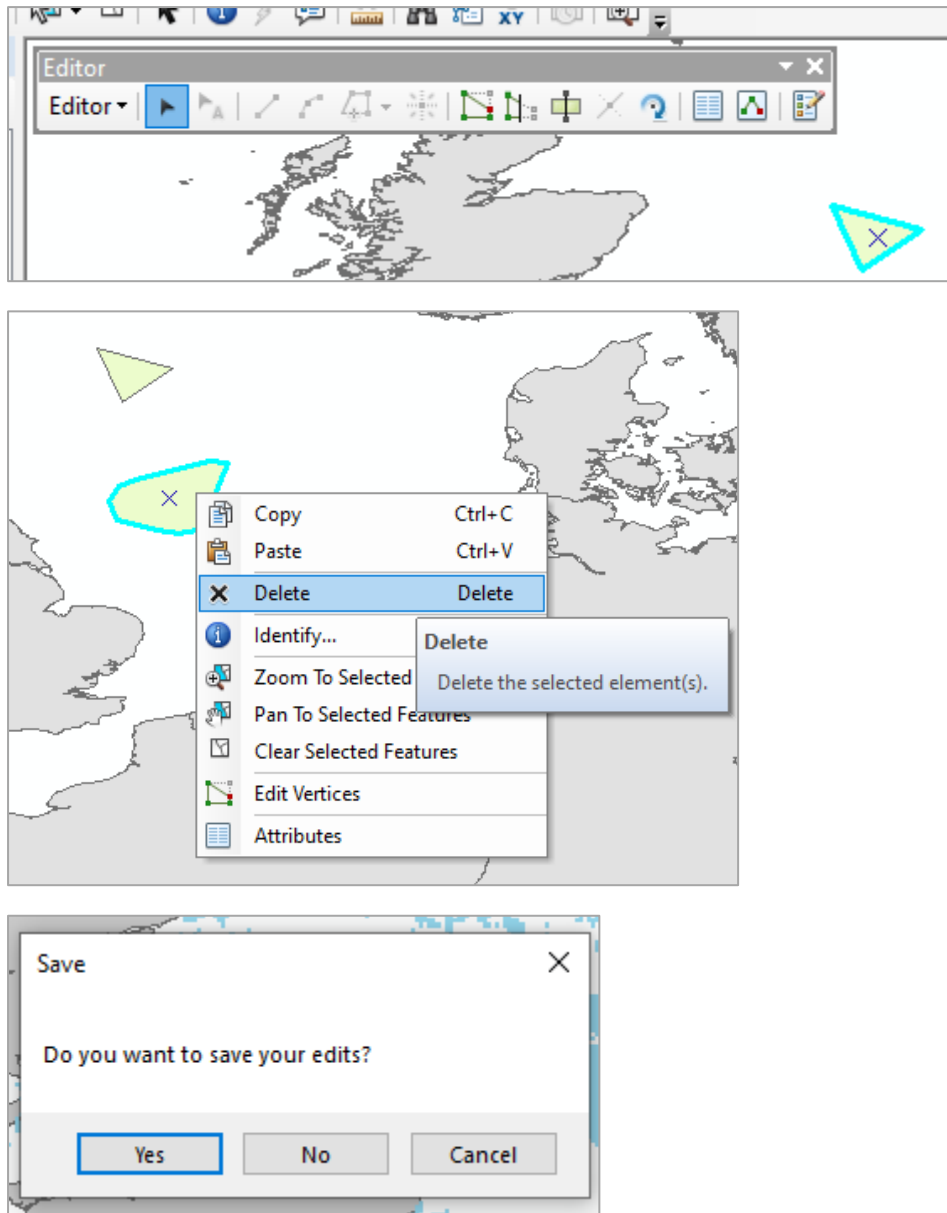 XY
Editor
Editor
A
Copy Ctrl+C
Paste Ctrl+V
Delete Delete
Identify...
Delete
Zoom To Selected
Delete the selected element(s).
Pan To Selected Features
Clear Selected Features
Edit Vertices
Attributes
Save
Do you want to save your edits?
Yes No Cancel